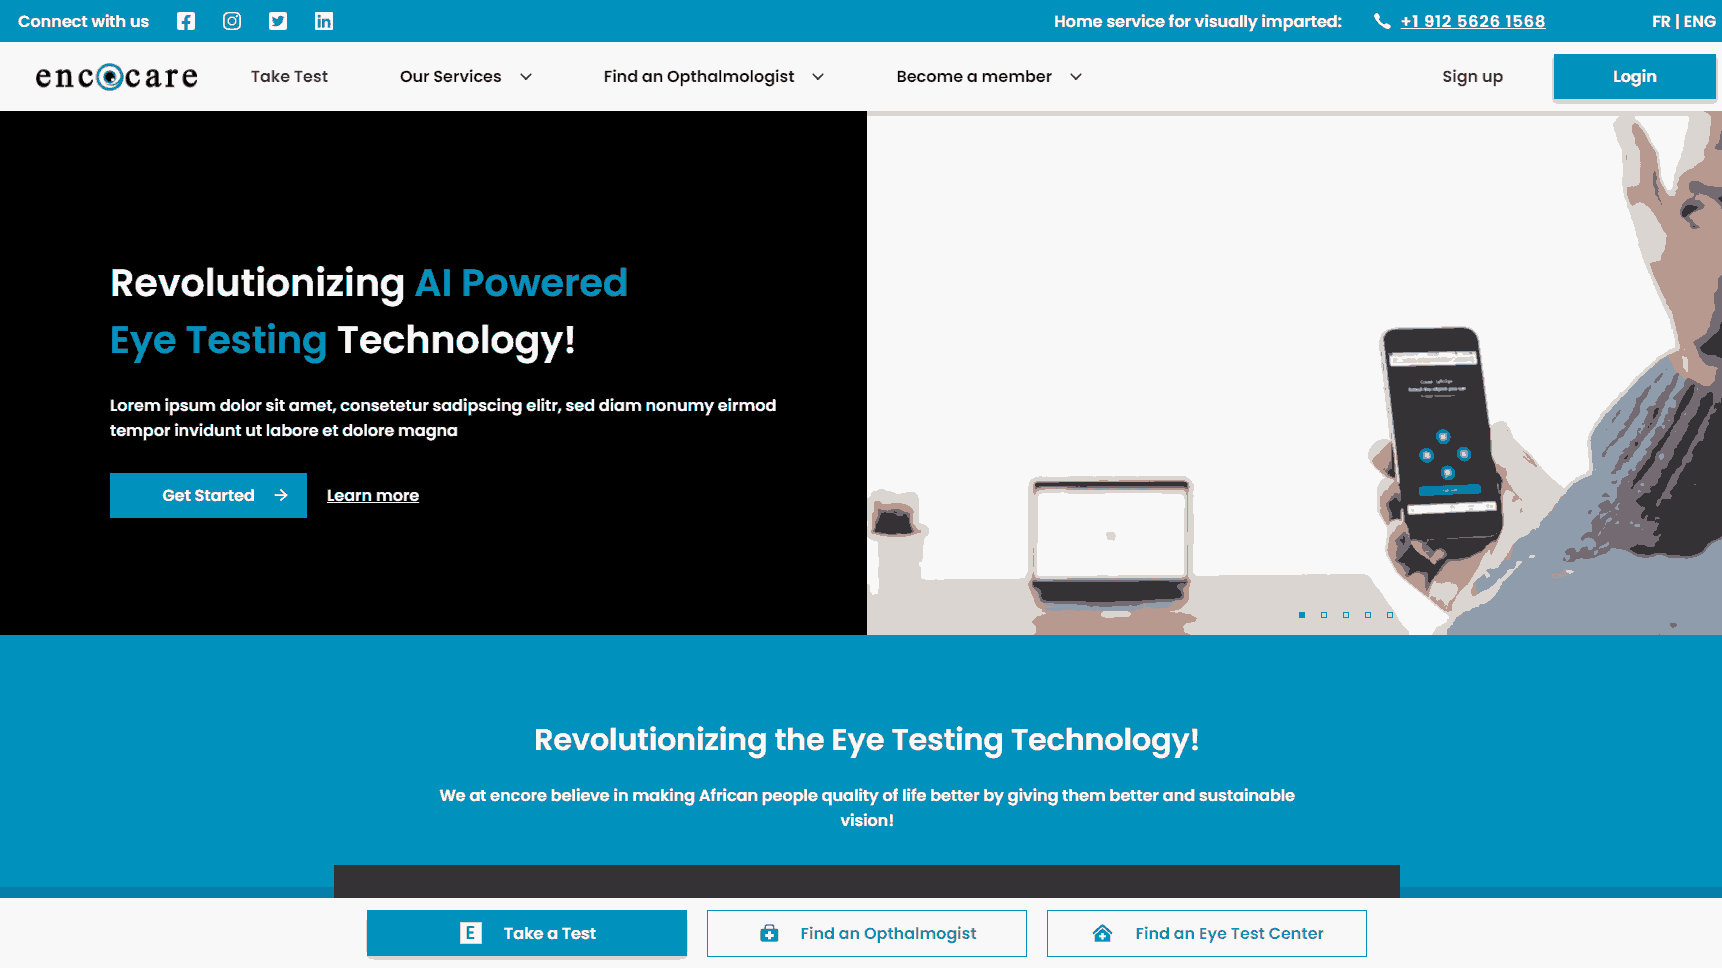 Connect with us
Home service for visually imparted:
+1 912 5626 1568
FR | ENG
encocare
Take Test
Our Services
Find an Opthalmologist
Become a member
Sign up
Login
Revolutionizing AI Powered
Eye Testing Technology!
Lorem ipsum dolor sit amet, consetetur sadipscing elitr, sed diam nonumy eirmod
tempor invidunt ut labore et dolore magna
Get Started
Learn more
Revolutionizing the Eye Testing Technology!
We at encore believe in making African people quality of life better by giving them better and sustainable
vision!
E Take a Test
Find an Opthalmogist
Find an Eye Test Center